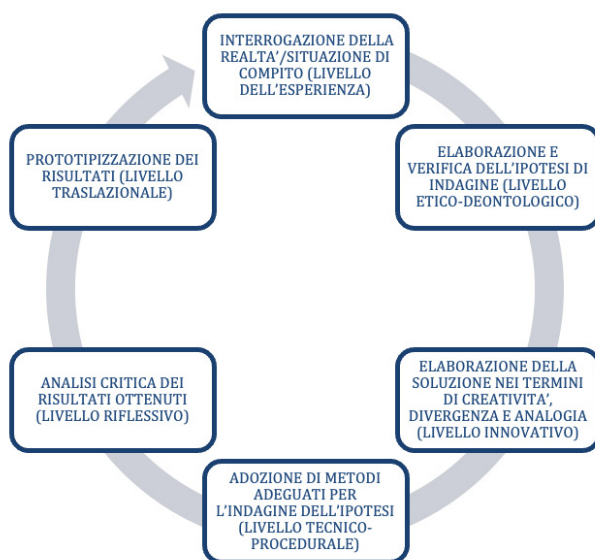 INTERROGAZIONE DELLA
REALTA'/SITUAZIONE DI
COMPITO (LIVELLO
DELL'ESPERIENZA)
ELABORAZIONE E
VERIFICA DELL'IPOTESI DI
INDAGINE (LIVELLO
ETICO-DEONTOLOGICO)
ELABORAZIONE DELLA
SOLUZIONE NEI TERMINI
DI CREATIVITA',
DIVERGENZA E ANALOGIA
(LIVELLO INNOVATIVO)
ADOZIONE DI METODI
ADEGUATI PER
L'INDAGINE DELL'IPOTESI
(LIVELLO TECNICO-
PROCEDURALE)
ANALISI CRITICA DEI
RISULTATI OTTENUTI
(LIVELLO RIFLESSIVO)
PROTOTIPIZZAZIONE DEI
RISULTATI (LIVELLO
TRASLAZIONALE)